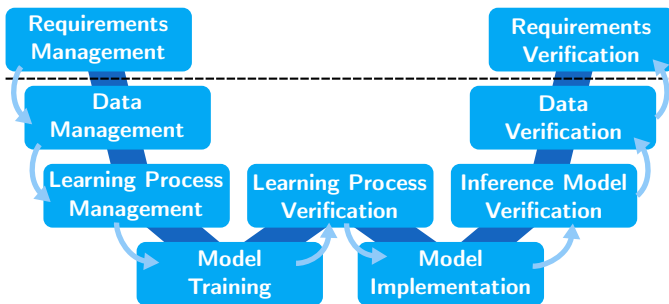 Requirements
Management
Requirements
Verification
Data
Management
Data
Verification
Learning Process
Management
Learning Process
Verification
Inference Model
Verification
Model
Training
Model
Implementation